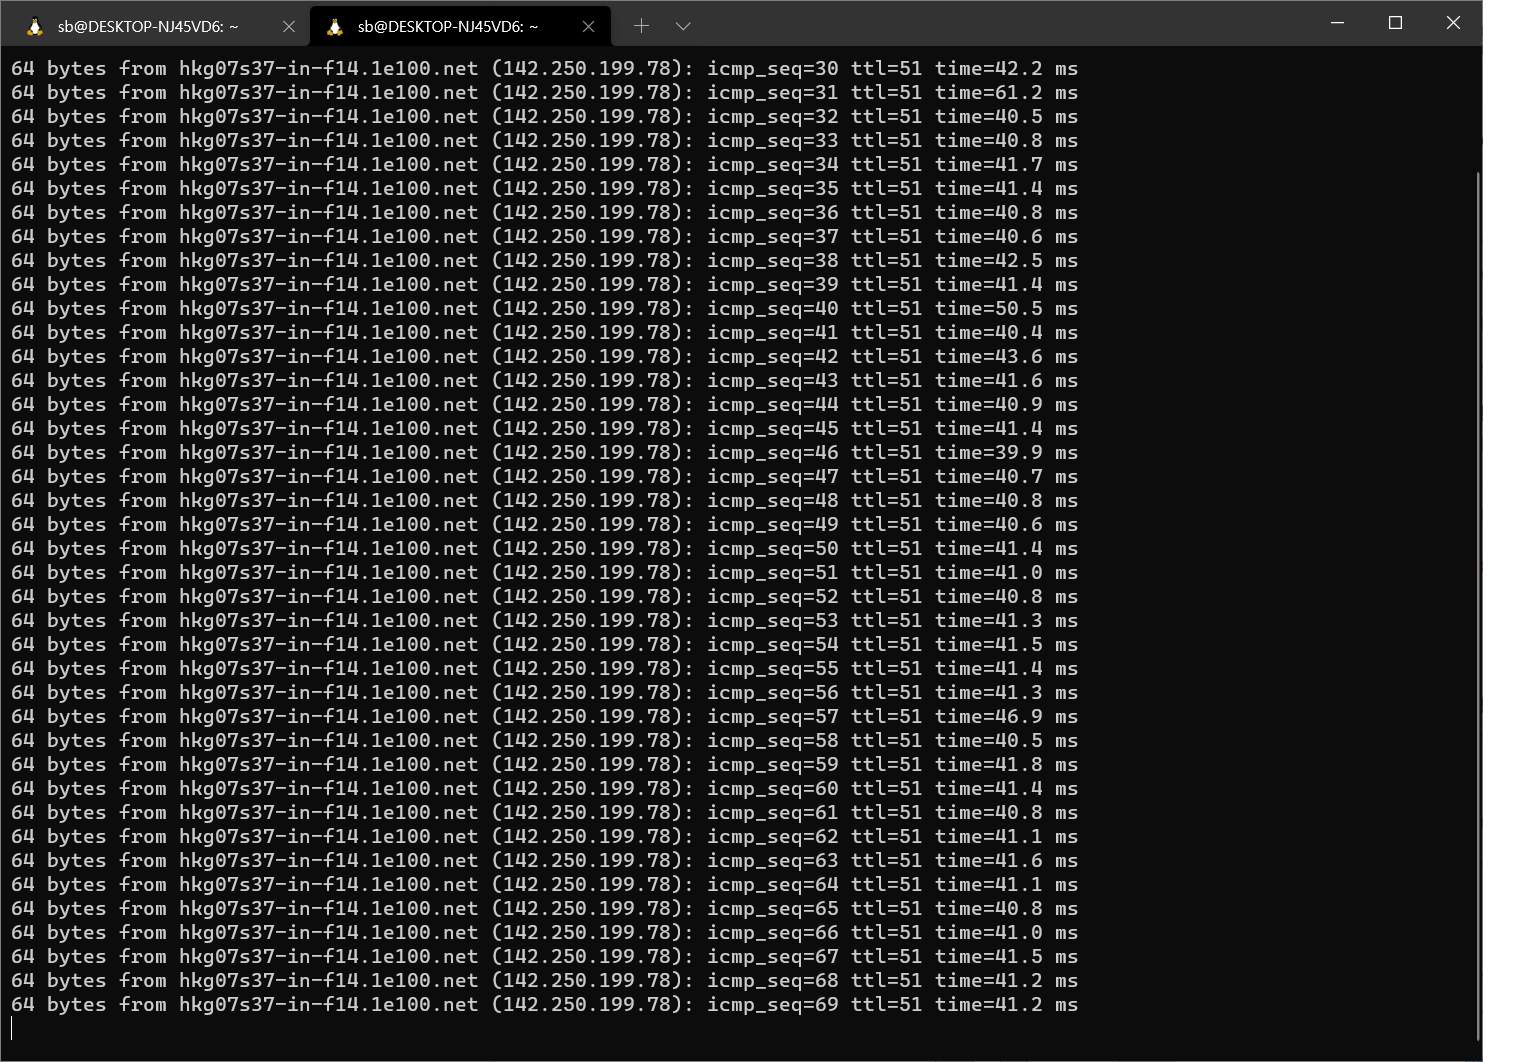 sb@DESKTOP-NJ45VD6: ~ sb@DESKTOP-NJ45VD6: ~
64 bytes from hkg07s37-in-f14.1e100.net (142.250.199.78): icmp_seq=30 ttl=51 time=42.2 ms
64 bytes from hkg07s37-in-f14.1e100.net (142.250.199.78): icmp_seq=31 ttl=51 time=61.2 ms
64 bytes from hkg07s37-in-f14.1e100.net (142.250.199.78): icmp_seq=32 ttl=51 time=40.5 ms
64 bytes from hkg07s37-in-f14.1e100.net (142.250.199.78): icmp_seq=33 ttl=51 time=40.8 ms
64 bytes from hkg07s37-in-f14.1e100.net (142.250.199.78): icmp_seq=34 ttl=51 time=41.7 ms
64 bytes from hkg07s37-in-f14.1e100.net (142.250.199.78): icmp_seq=35 ttl=51 time=41.4 ms
64 bytes from hkg07s37-in-f14.1e100.net (142.250.199.78): icmp_seq=36 ttl=51 time=40.8 ms
64 bytes from hkg07s37-in-f14.1e100.net (142.250.199.78): icmp_seq=37 ttl=51 time=40.6 ms
64 bytes from hkg07s37-in-f14.1e100.net (142.250.199.78): icmp_seq=38 ttl=51 time=42.5 ms
64 bytes from hkg07s37-in-f14.1e100.net (142.250.199.78): icmp_seq=39 ttl=51 time=41.4 ms
64 bytes from hkg07s37-in-f14.1e100.net (142.250.199.78): icmp_seq=40 ttl=51 time=50.5 ms
64 bytes from hkg07s37-in-f14.1e100.net (142.250.199.78): icmp_seq=41 ttl=51 time=40.4 ms
64 bytes from hkg07s37-in-f14.1e100.net (142.250.199.78): icmp_seq=42 ttl=51 time=43.6 ms
64 bytes from hkg07s37-in-f14.1e100.net (142.250.199.78): icmp_seq=43 ttl=51 time=41.6 ms
64 bytes from hkg07s37-in-f14.1e100.net (142.250.199.78): icmp_seq=44 ttl=51 time=40.9 ms
64 bytes from hkg07s37-in-f14.1e100.net (142.250.199.78): icmp_seq=45 ttl=51 time=41.4 ms
64 bytes from hkg07s37-in-f14.1e100.net (142.250.199.78): icmp_seq=46 ttl=51 time=39.9 ms
64 bytes from hkg07s37-in-f14.1e100.net (142.250.199.78): icmp_seq=47 ttl=51 time=40.7 ms
64 bytes from hkg07s37-in-f14.1e100.net (142.250.199.78): icmp_seq=48 ttl=51 time=40.8 ms
64 bytes from hkg07s37-in-f14.1e100.net (142.250.199.78): icmp_seq=49 ttl=51 time=40.6 ms
64 bytes from hkg07s37-in-f14.1e100.net (142.250.199.78): icmp_seq=50 ttl=51 time=41.4 ms
64 bytes from hkg07s37-in-f14.1e100.net (142.250.199.78): icmp_seq=51 ttl=51 time=41.0 ms
64 bytes from hkg07s37-in-f14.1e100.net (142.250.199.78): icmp_seq=52 ttl=51 time=40.8 ms
64 bytes from hkg07s37-in-f14.1e100.net (142.250.199.78): icmp_seq=53 ttl=51 time=41.3 ms
64 bytes from hkg07s37-in-f14.1e100.net (142.250.199.78): icmp_seq=54 ttl=51 time=41.5 ms
64 bytes from hkg07s37-in-f14.1e100.net (142.250.199.78): icmp_seq=55 ttl=51 time=41.4 ms
64 bytes from hkg07s37-in-f14.1e100.net (142.250.199.78): icmp_seq=56 ttl=51 time=41.3 ms
64 bytes from hkg07s37-in-f14.1e100.net (142.250.199.78): icmp_seq=57 ttl=51 time=46.9 ms
64 bytes from hkg07s37-in-f14.1e100.net (142.250.199.78): icmp_seq=58 ttl=51 time=40.5 ms
64 bytes from hkg07s37-in-f14.1e100.net (142.250.199.78): icmp_seq=59 ttl=51 time=41.8 ms
64 bytes from hkg07s37-in-f14.1e100.net (142.250.199.78): icmp_seq=60 ttl=51 time=41.4 ms
64 bytes from hkg07s37-in-f14.1e100.net (142.250.199.78): icmp_seq=61 ttl=51 time=40.8 ms
64 bytes from hkg07s37-in-f14.1e100.net (142.250.199.78): icmp_seq=62 ttl=51 time=41.1 ms
64 bytes from hkg07s37-in-f14.1e100.net (142.250.199.78): icmp_seq=63 ttl=51 time=41.6 ms
64 bytes from hkg07s37-in-f14.1e100.net (142.250.199.78): icmp_seq=64 ttl=51 time=41.1 ms
64 bytes from hkg07s37-in-f14.1e100.net (142.250.199.78): icmp_seq=65 ttl=51 time=40.8 ms
64 bytes from hkg07s37-in-f14.1e100.net (142.250.199.78): icmp_seq=66 ttl=51 time=41.0 ms
64 bytes from hkg07s37-in-f14.1e100.net (142.250.199.78): icmp_seq=67 ttl=51 time=41.5 ms
64 bytes from hkg07s37-in-f14.1e100.net (142.250.199.78): icmp_seq=68 ttl=51 time=41.2 ms
64 bytes from hkg07s37-in-f14.1e100.net (142.250.199.78): icmp_seq=69 ttl=51 time=41.2 ms